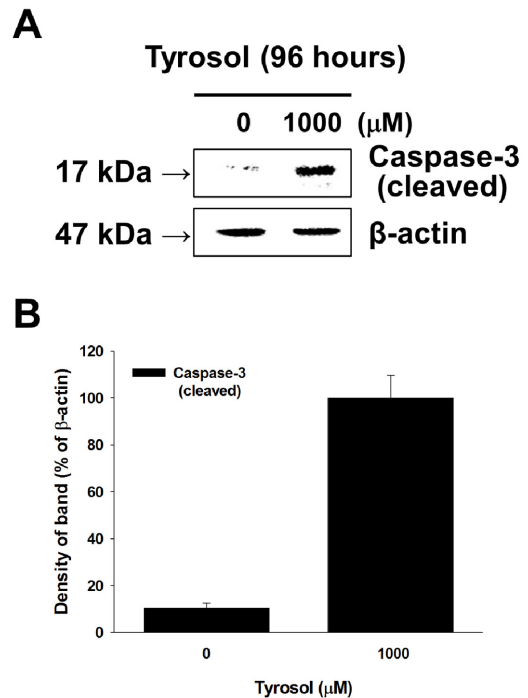 A
Tyrosol (96 hours)
0 1000 (μM)
17 kDa → Caspase-3
(cleaved)
47 kDa → β-actin
B
Density of band (% of β-actin)
120
100
80
60
40
20
0
Caspase-3
(cleaved)
0 1000
Tyrosol (μM)